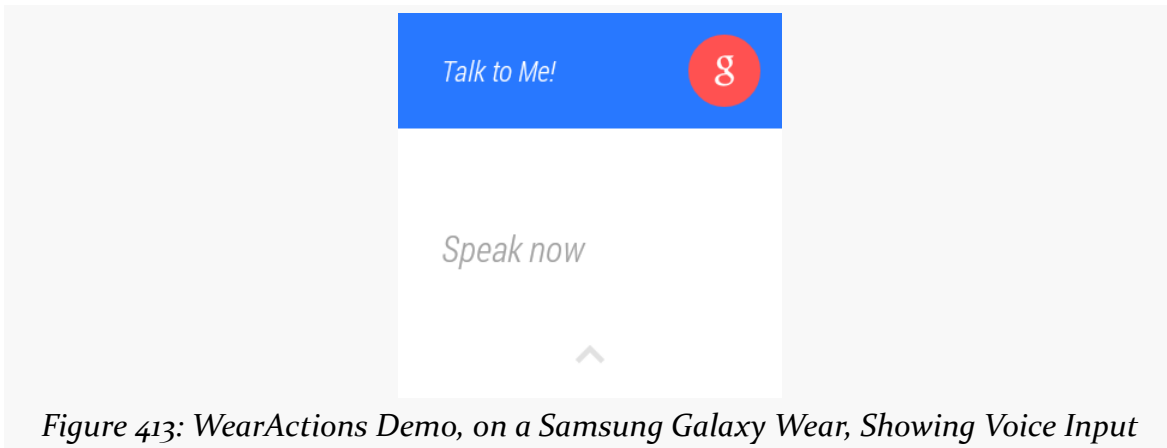 Talk to Me!
g
Speak now
Figure 413: WearActions Demo, on a Samsung Galaxy Wear, Showing Voice Input